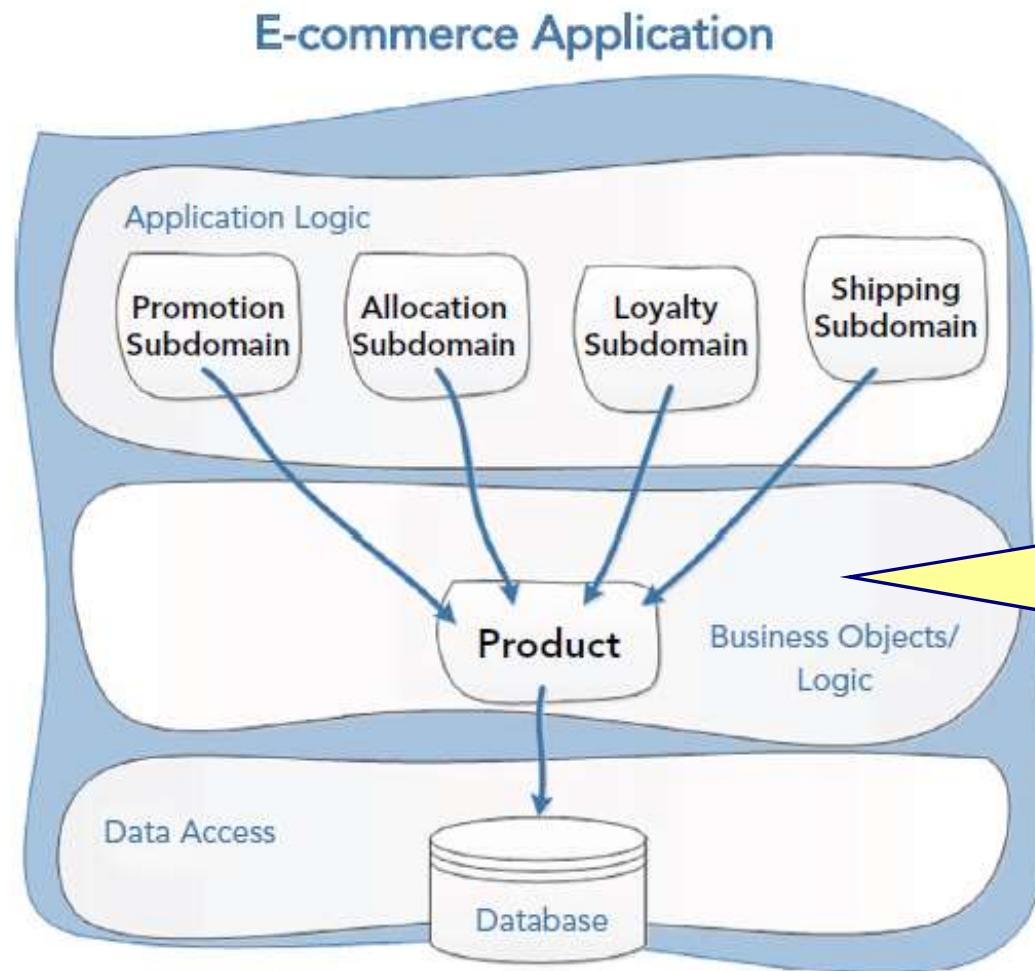 E-commerce Application
Application Logic
Promotion
Subdomain
Allocation
Subdomain
Loyalty
Subdomain
Shipping
Subdomain
Product
Business Objects/
Logic
Data Access
Database